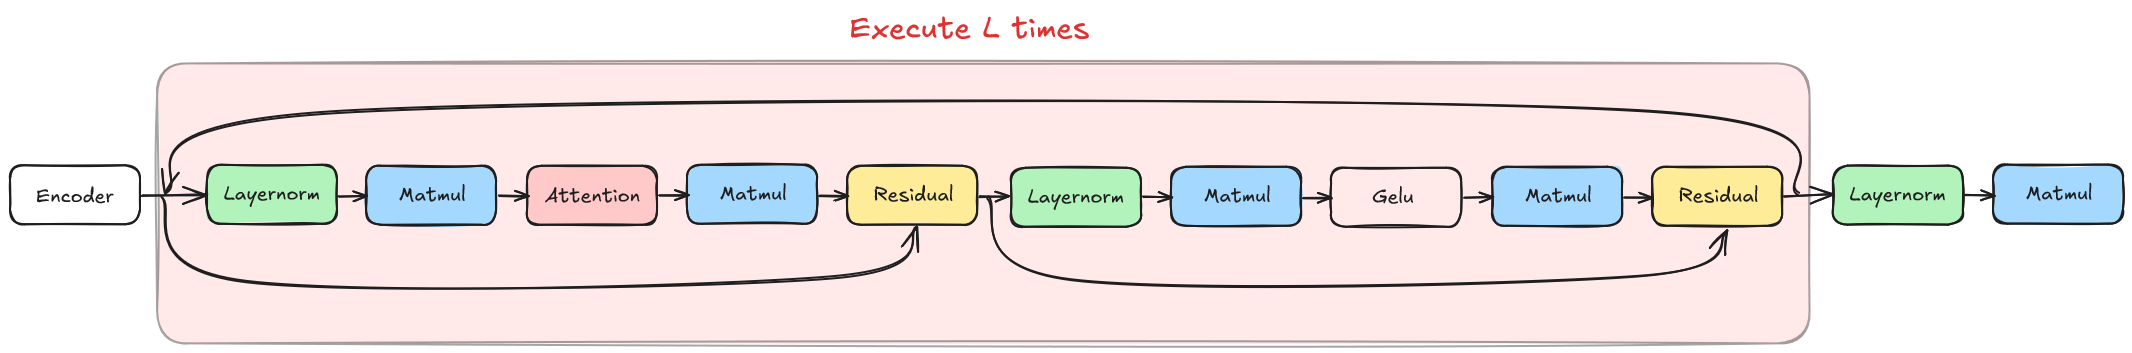 Execute L times
Encoder
Layernorm
Matmul
Attention
Matmul
Residual
Layernorm
Matmul
Gelu
Matmul
Residual
Layernorm
Matmul